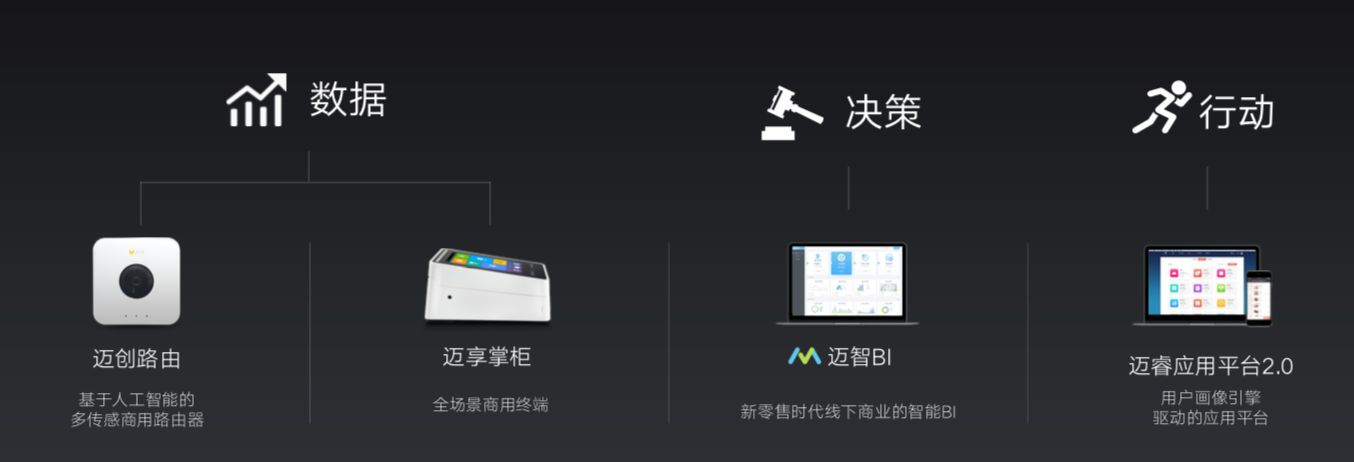 数据
决策
行动
迈创路由
基于人工智能的
多传感商用路由器
迈享掌柜
全场景商用终端
迈智BI
新零售时代线下商业的智能BI
迈睿应用平台2.0
用户画像引擎
驱动的应用平台